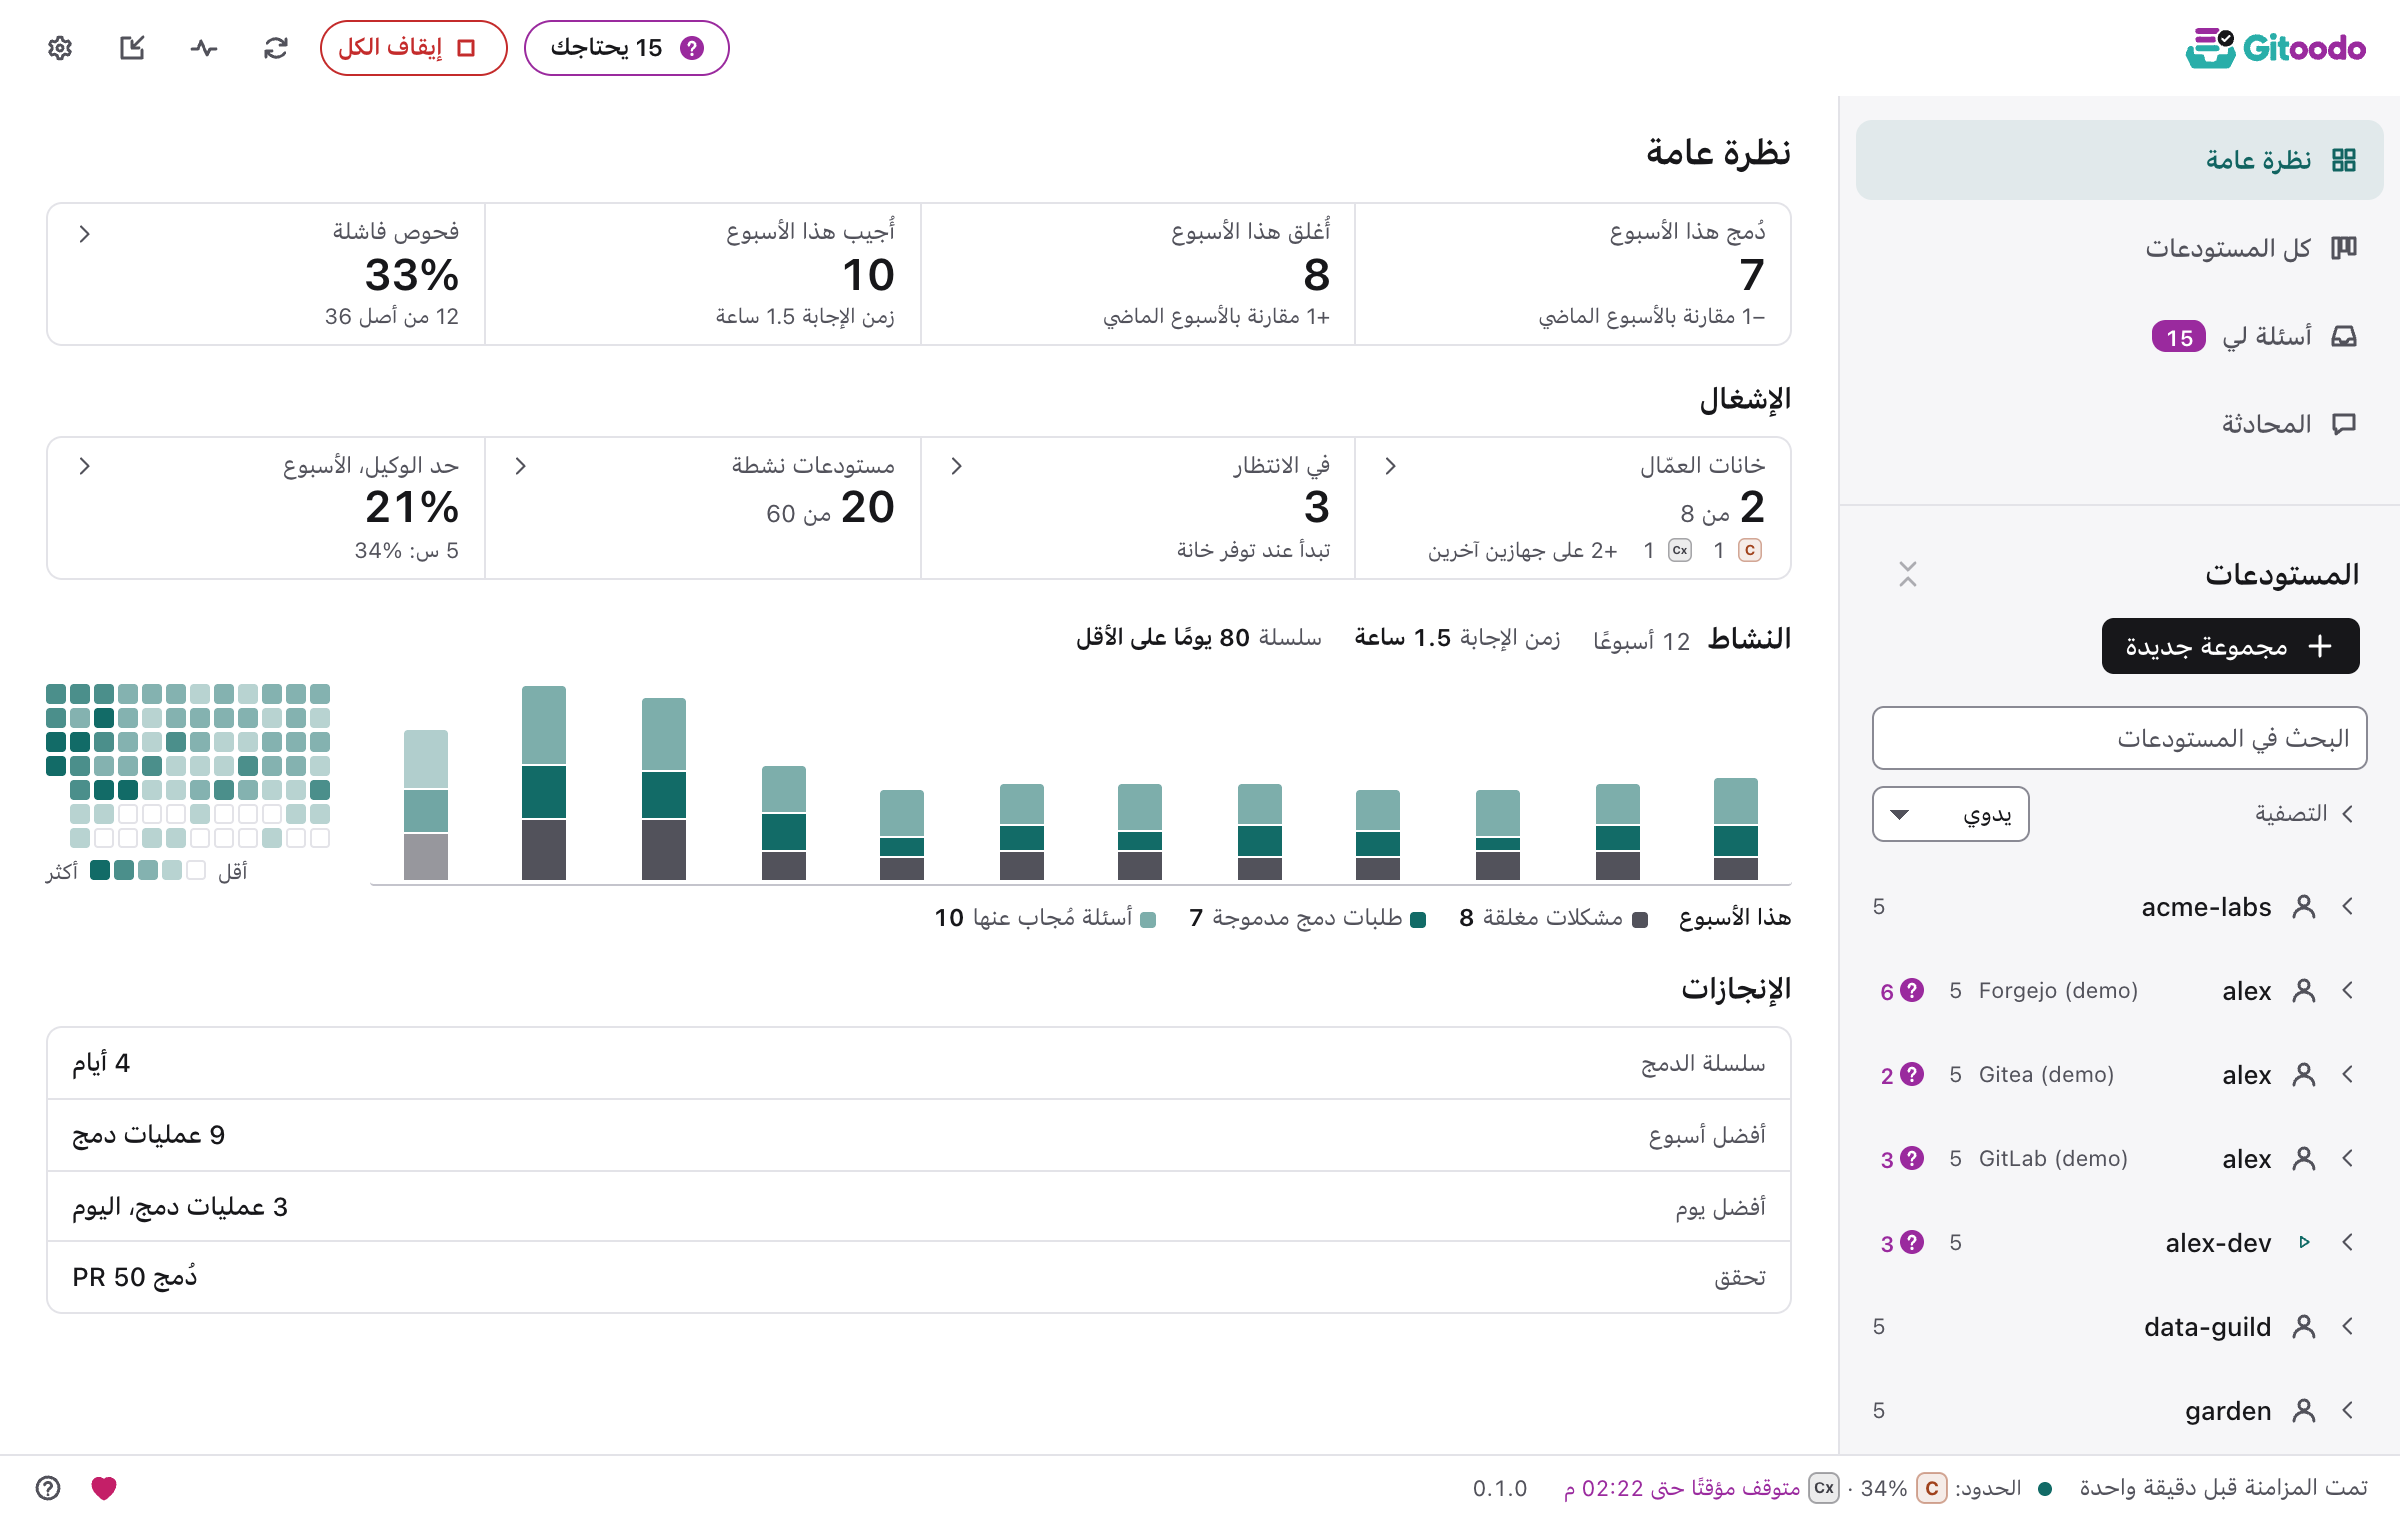 Gitoodo
15 يحتاجك
إيقاف الكل
نظرة عامة
كل المستودعات
أسئلة لي 15
المحادثة
المستودعات
مجموعة جديدة
البحث في المستودعات
التصفية
يدوي
acme-labs 5
alex Forgejo (demo) 5 6
alex Gitea (demo) 5 2
alex GitLab (demo) 5 3
alex-dev 5 3
data-guild 5
garden 5
نظرة عامة
دُمج هذا الأسبوع
7
–1 مقارنة بالأسبوع الماضي
أُغلق هذا الأسبوع
8
+1 مقارنة بالأسبوع الماضي
أُجيب هذا الأسبوع
10
زمن الإجابة 1.5 ساعة
فحوص فاشلة
33%
12 من أصل 36
الإشغال
خانات العمّال
2 من 8
C 1 Cx 1 +2 على جهازين آخرين
في الانتظار
3
تبدأ عند توفر خانة
مستودعات نشطة
20 من 60
حد الوكيل، الأسبوع
21%
5 س: 34%
النشاط 12 أسبوعًا زمن الإجابة 1.5 ساعة سلسلة 80 يومًا على الأقل
أقل أكثر
هذا الأسبوع مشكلات مغلقة 8 طلبات دمج مدموجة 7 أسئلة مُجاب عنها 10
الإنجازات
سلسلة الدمج 4 أيام
أفضل أسبوع 9 عمليات دمج
أفضل يوم 3 عمليات دمج، اليوم
تحقق دُمج 50 PR
تمت المزامنة قبل دقيقة واحدة الحدود: C 34% · Cx متوقف مؤقتًا حتى 02:22 م 0.1.0